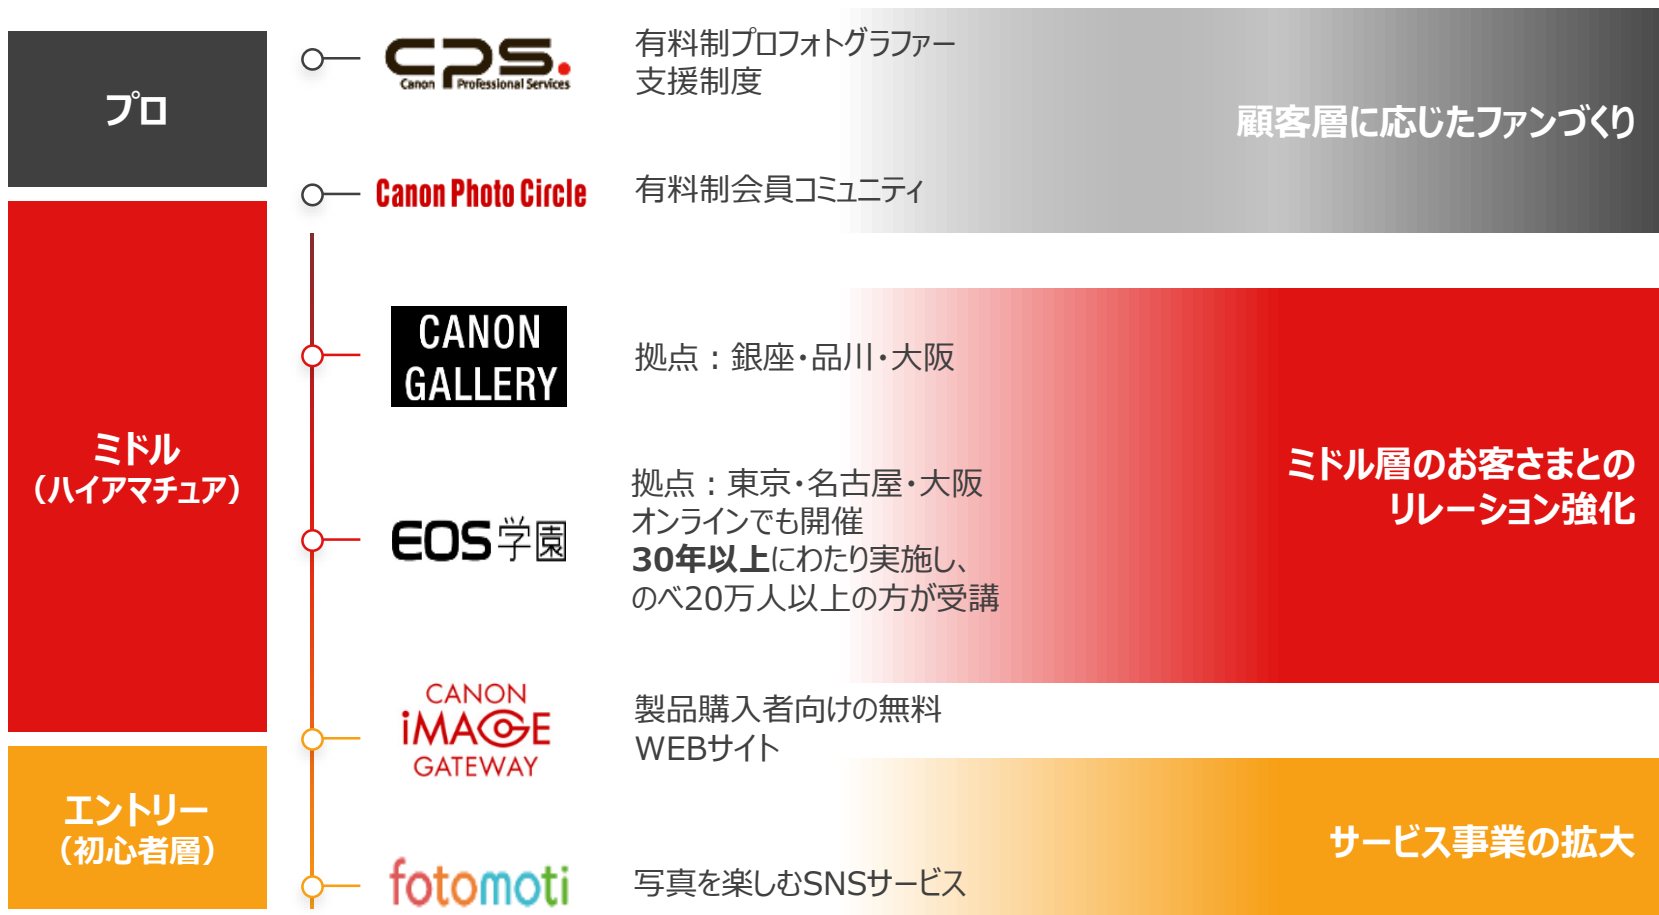 プロ
CPS.
Canon Professional Services
有料制プロフォトグラファー
支援制度
Canon Photo Circle
有料制会員コミュニティ
顧客層に応じたファンづくり
ミドル
（ハイアマチュア）
CANON
GALLERY
拠点：銀座・品川・大阪
EOS学園
拠点：東京・名古屋・大阪
オンラインでも開催
30年以上にわたり実施し、
のべ20万人以上の方が受講
ミドル層のお客さまとの
リレーション強化
CANON
iMAGE
GATEWAY
製品購入者向けの無料
WEBサイト
エントリー
（初心者層）
fotomoti
写真を楽しむSNSサービス
サービス事業の拡大